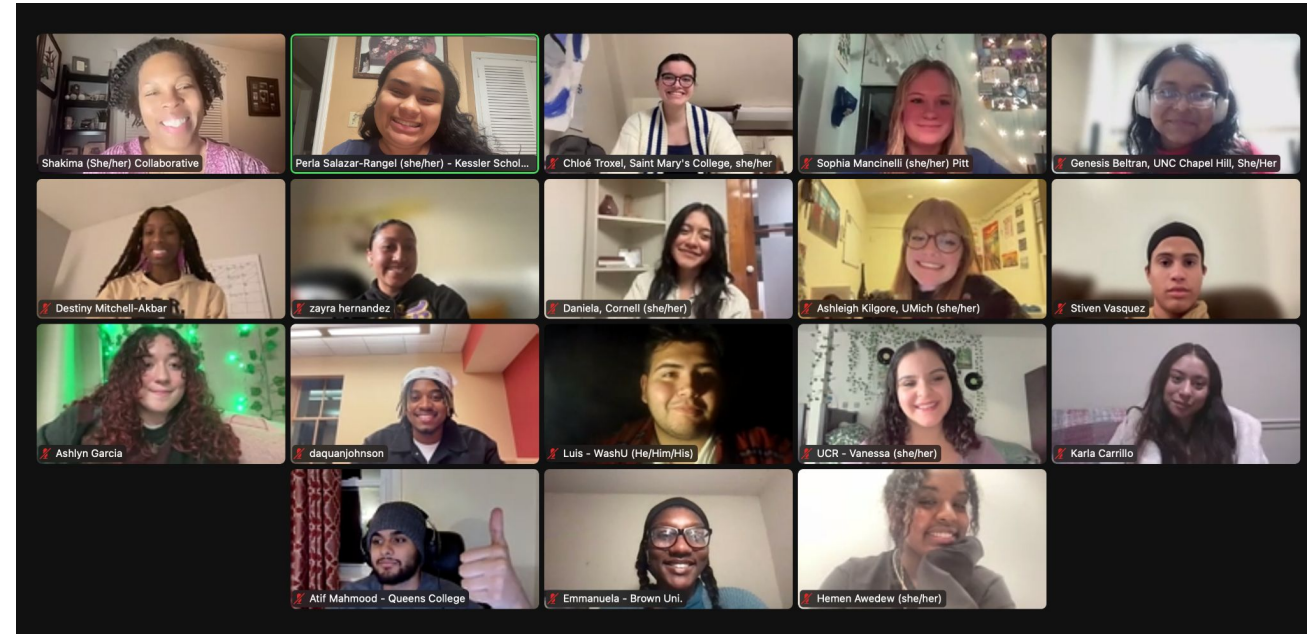 Shakima (She/her) Collaborative
Perla Salazar-Rangel (she/her) - Kessler Schol...
Chloé Troxel, Saint Mary's College, she/her
Sophia Mancinelli (she/her) Pitt
Genesis Beltran, UNC Chapel Hill, She/Her
Destiny Mitchell-Akbar
zayra hernandez
Daniela, Cornell (she/her)
Ashleigh Kilgore, UMich (she/her)
Stiven Vasquez
Ashlyn Garcia
daquanjohnson
Luis - WashU (He/Him/His)
UCR - Vanessa (she/her)
Karla Carrillo
Atif Mahmood - Queens College
Emmanuela - Brown Uni.
Hemen Awedew (she/her)